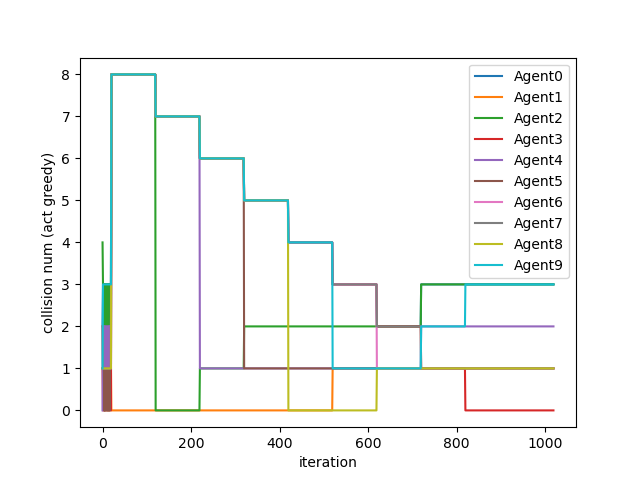 collision num (act greedy)
8
7
6
5
4
3
2
1
0
0 200 400 600 800 1000
iteration
Agent0
Agent1
Agent2
Agent3
Agent4
Agent5
Agent6
Agent7
Agent8
Agent9